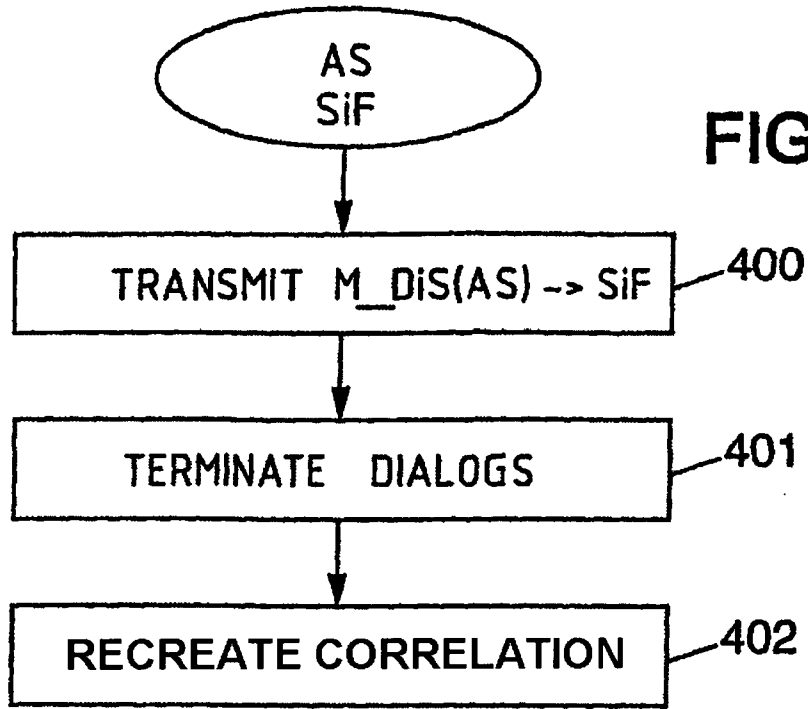 AS
SiF
FIG
TRANSMIT M_DiS(AS) -> SiF
400
TERMINATE DIALOGS
401
RECREATE CORRELATION
402